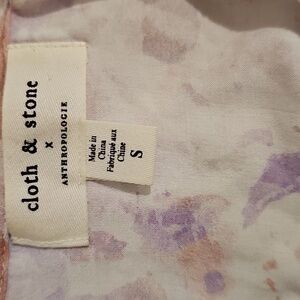 cloth & stone
X
ANTHROPOLOGIE
Made in
China
Fabriqué aux
Chine
S